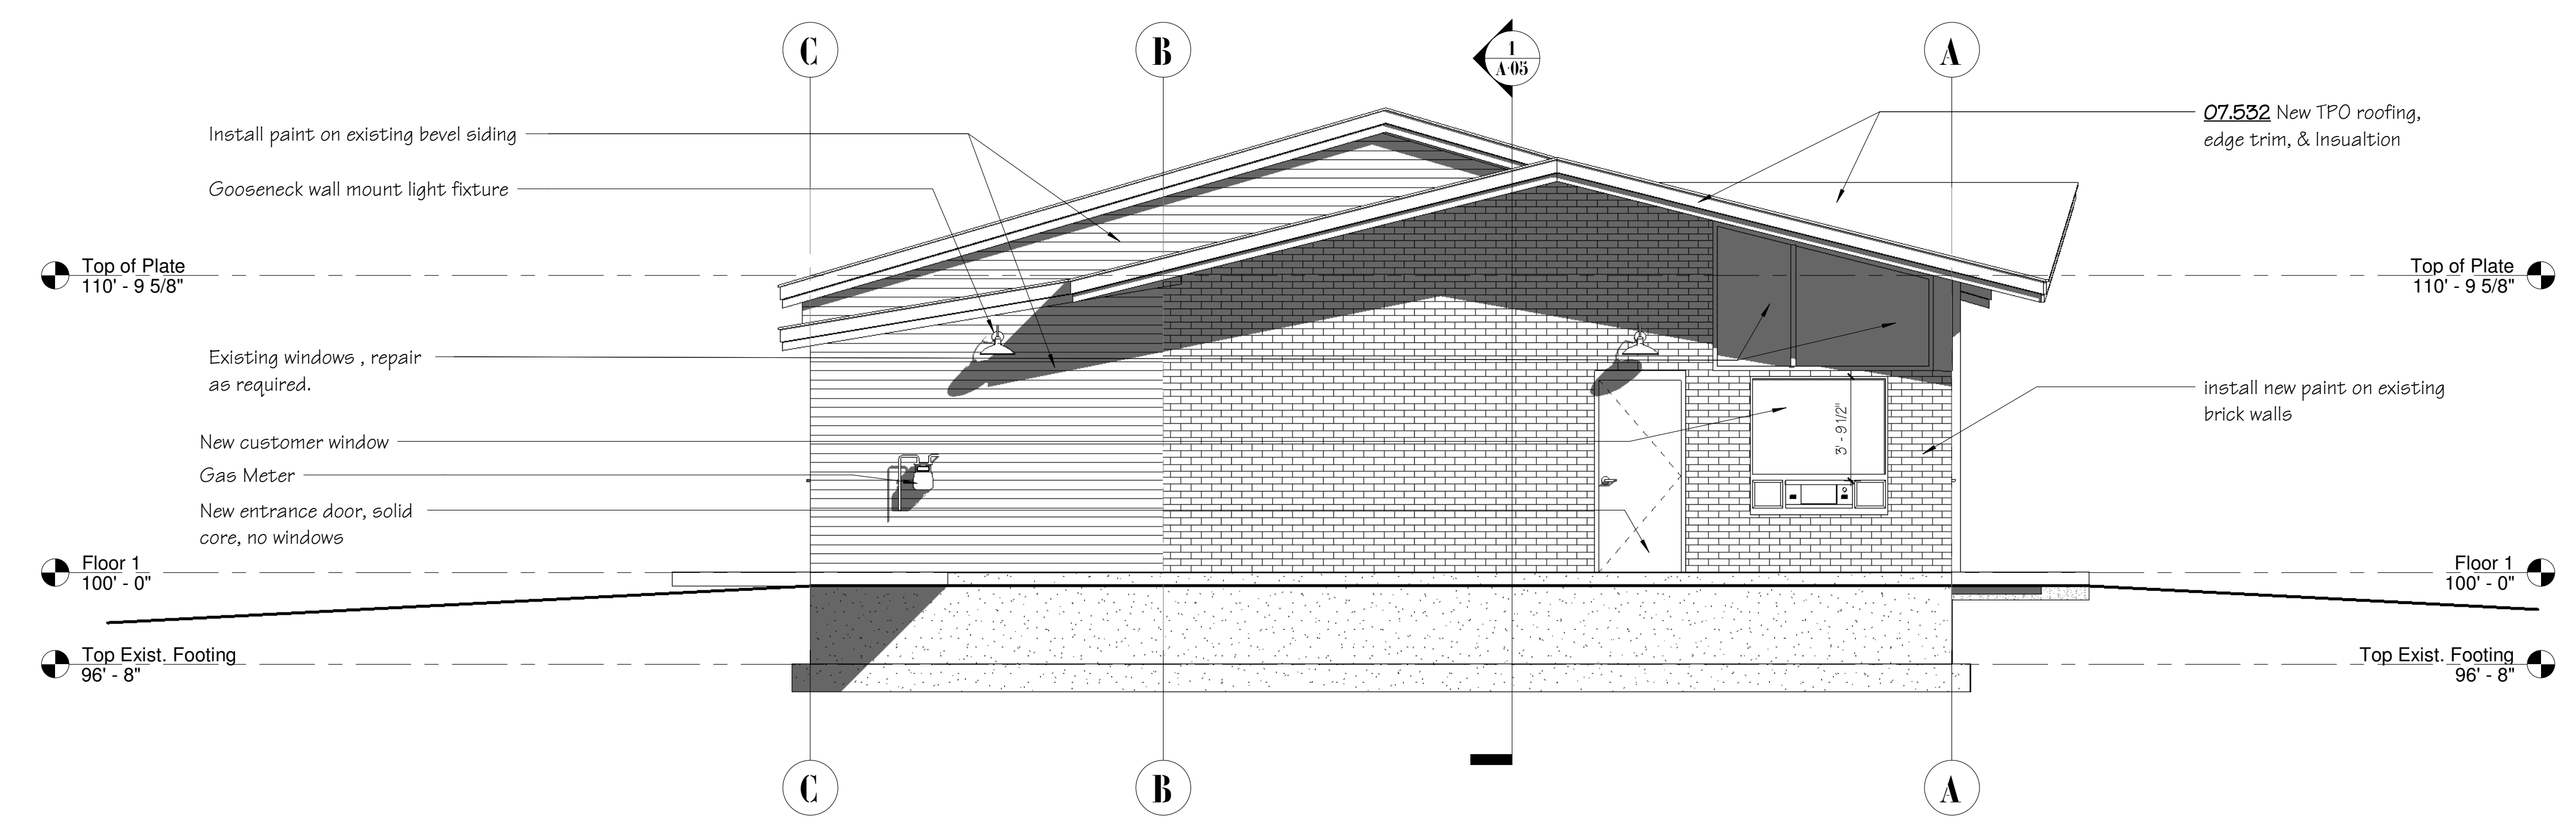 C
B
1
A-05
A
Install paint on existing bevel siding
07.532 New TPO roofing,
edge trim, & Insualtion
Gooseneck wall mount light fixture
Top of Plate
110' - 9 5/8"
Top of Plate
110' - 9 5/8"
Existing windows , repair
as required.
install new paint on existing
brick walls
3' - 9 1/2"
New customer window
Gas Meter
New entrance door, solid
core, no windows
Floor 1
100' - 0"
Floor 1
100' - 0"
Top Exist. Footing
96' - 8"
Top Exist. Footing
96' - 8"
C
B
A